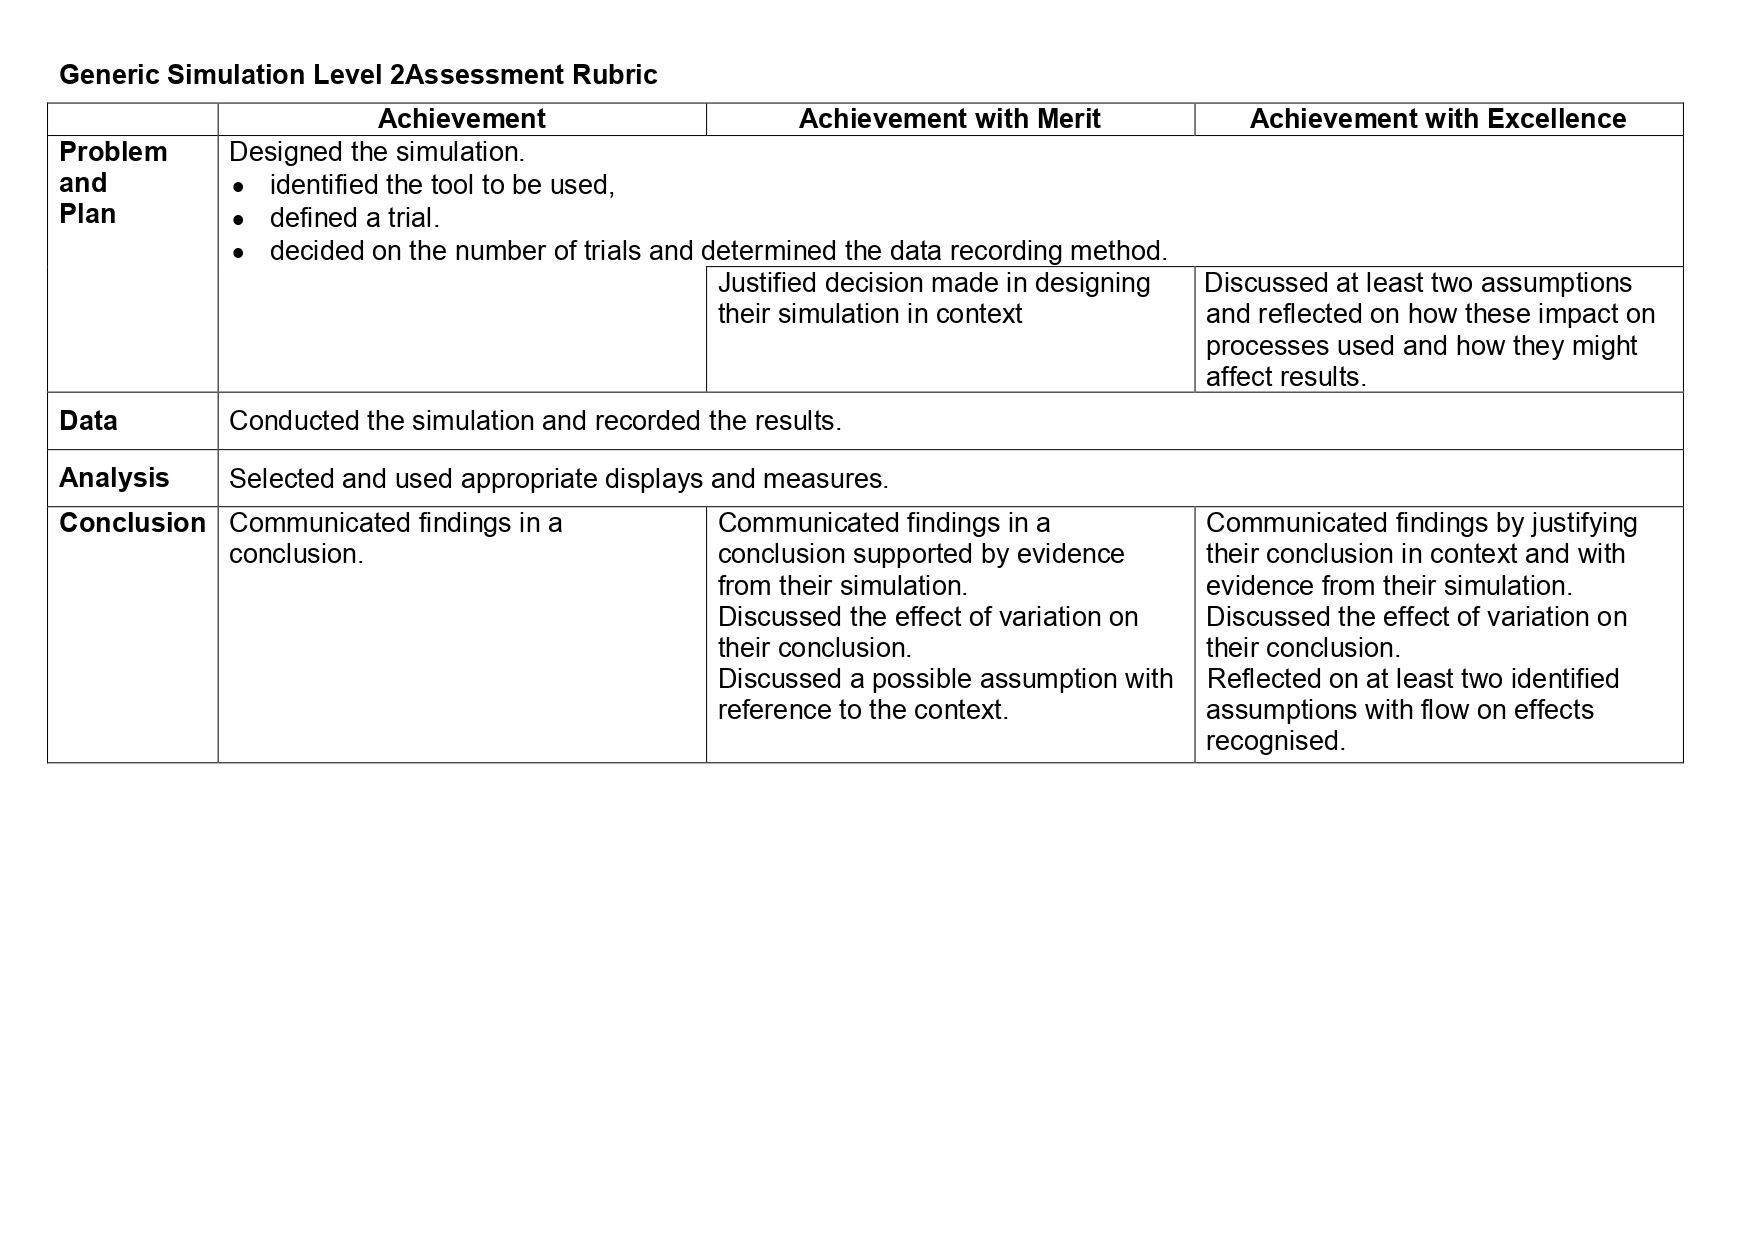 Generic Simulation Level 2Assessment Rubric
Achievement
Achievement with Merit
Achievement with Excellence
Problem
and
Plan
Designed the simulation.
• identified the tool to be used,
• defined a trial.
• decided on the number of trials and determined the data recording method.
Justified decision made in designing
their simulation in context
Discussed at least two assumptions
and reflected on how these impact on
processes used and how they might
affect results.
Data
Conducted the simulation and recorded the results.
Analysis
Selected and used appropriate displays and measures.
Conclusion
Communicated findings in a
conclusion.
Communicated findings in a
conclusion supported by evidence
from their simulation.
Discussed the effect of variation on
their conclusion.
Discussed a possible assumption with
reference to the context.
Communicated findings by justifying
their conclusion in context and with
evidence from their simulation.
Discussed the effect of variation on
their conclusion.
Reflected on at least two identified
assumptions with flow on effects
recognised.